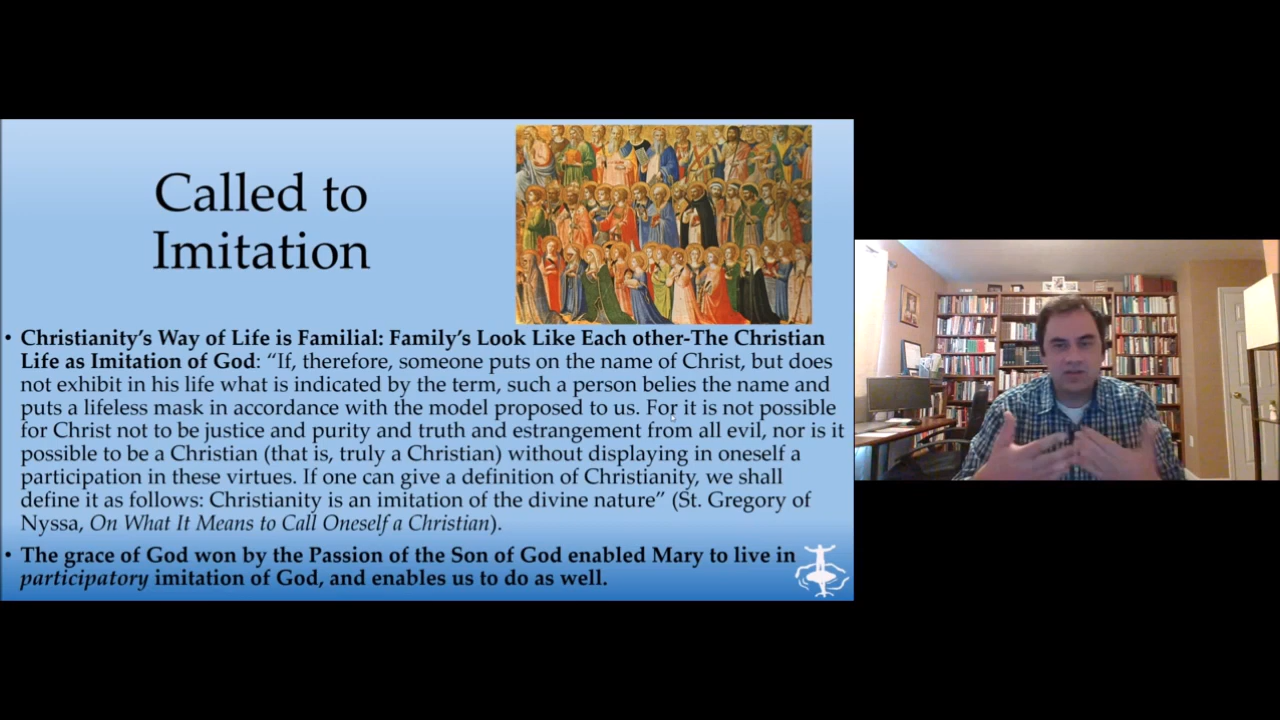 Called to
Imitation
• Christianity's Way of Life is Familial: Family's Look Like Each other-The Christian
Life as Imitation of God: “If, therefore, someone puts on the name of Christ, but does
not exhibit in his life what is indicated by the term, such a person belies the name and
puts a lifeless mask in accordance with the model proposed to us. For it is not possible
for Christ not to be justice and purity and truth and estrangement from all evil, nor is it
possible to be a Christian (that is, truly a Christian) without displaying in oneself a
participation in these virtues. If one can give a definition of Christianity, we shall
define it as follows: Christianity is an imitation of the divine nature” (St. Gregory of
Nyssa, On What It Means to Call Oneself a Christian).
• The grace of God won by the Passion of the Son of God enabled Mary to live in
participatory imitation of God, and enables us to do as well.